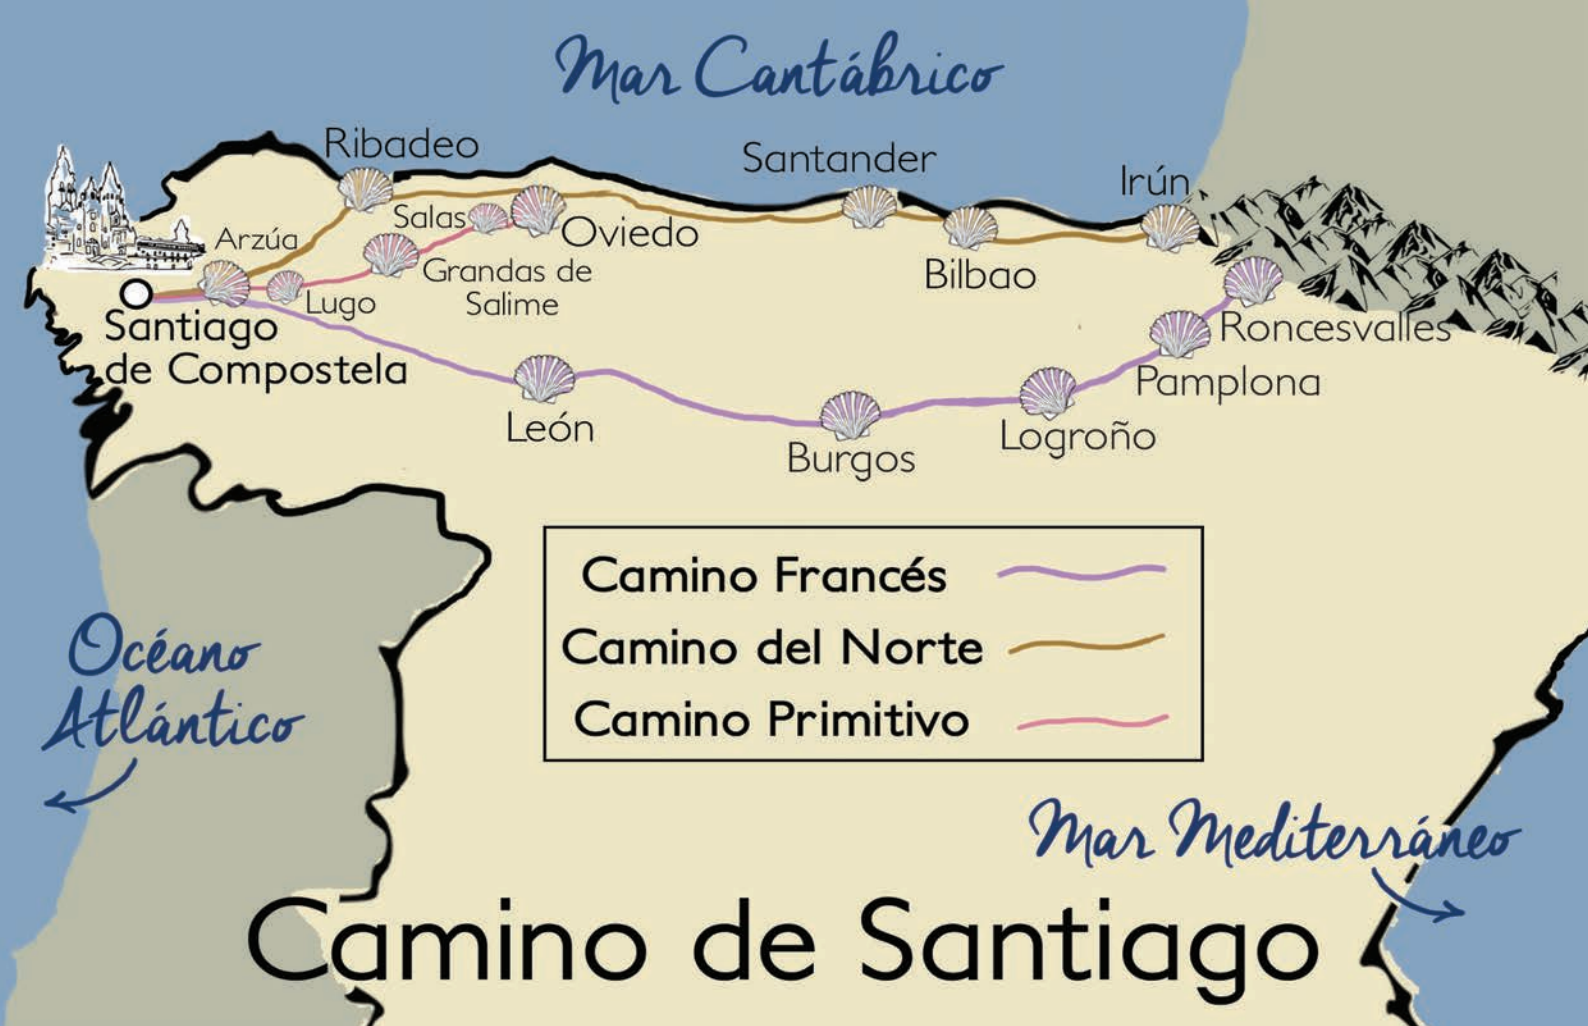 Mar Cantábrico
Ribadeo
Santander
Irún
Salas
Oviedo
Arzúa
Grandas de
Salime
Bilbao
Lugo
Santiago
de Compostela
Roncesvalles
Pamplona
León
Logroño
Burgos
Camino Francés
Camino del Norte
Camino Primitivo
Océano
Atlántico
Mar Mediterráneo
Camino de Santiago